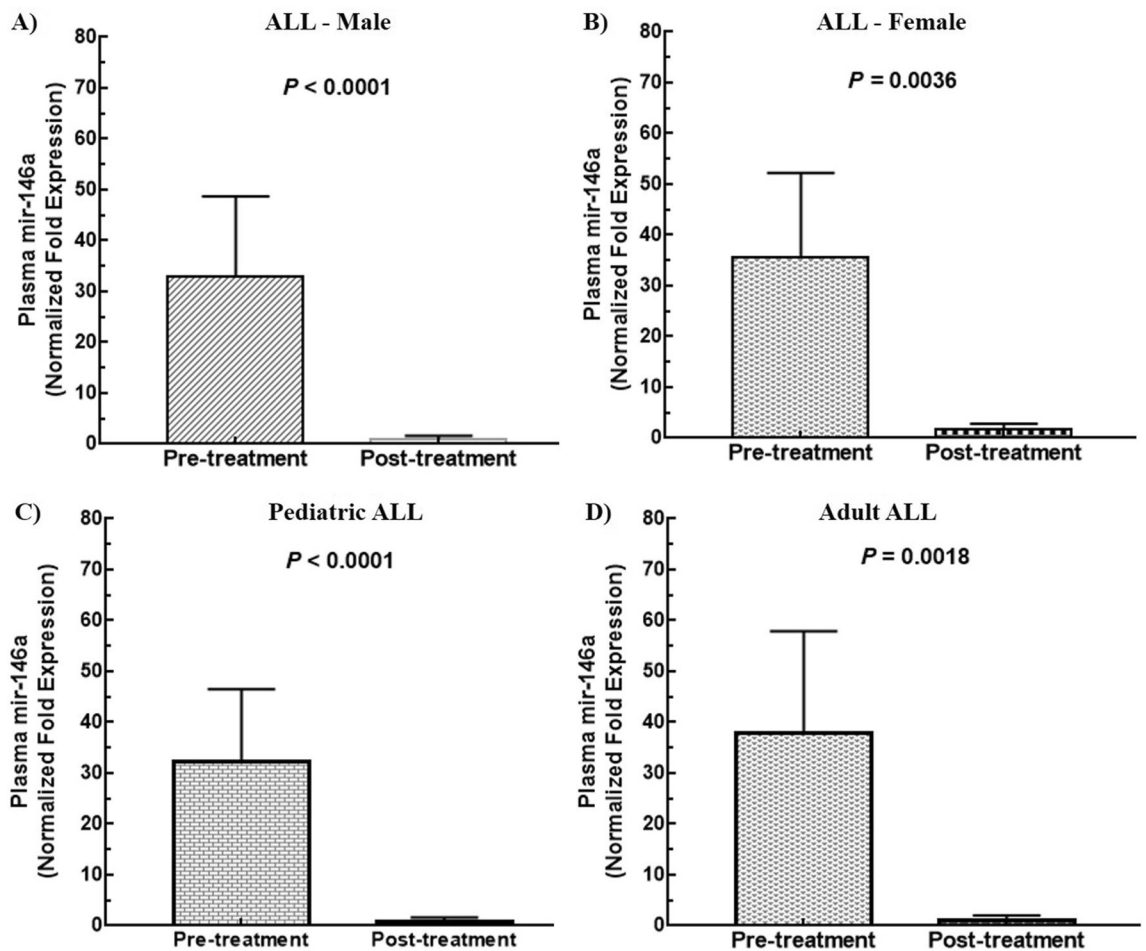 A)
ALL - Male
P < 0.0001
Plasma mir-146a
(Normalized Fold Expression)
80
70
60
50
40
30
20
10
0
Pre-treatment
Post-treatment
B)
ALL - Female
P = 0.0036
Plasma mir-146a
(Normalized Fold Expression)
80
70
60
50
40
30
20
10
0
Pre-treatment
Post-treatment
C)
Pediatric ALL
P < 0.0001
Plasma mir-146a
(Normalized Fold Expression)
80
70
60
50
40
30
20
10
0
Pre-treatment
Post-treatment
D)
Adult ALL
P = 0.0018
Plasma mir-146a
(Normalized Fold Expression)
80
70
60
50
40
30
20
10
0
Pre-treatment
Post-treatment